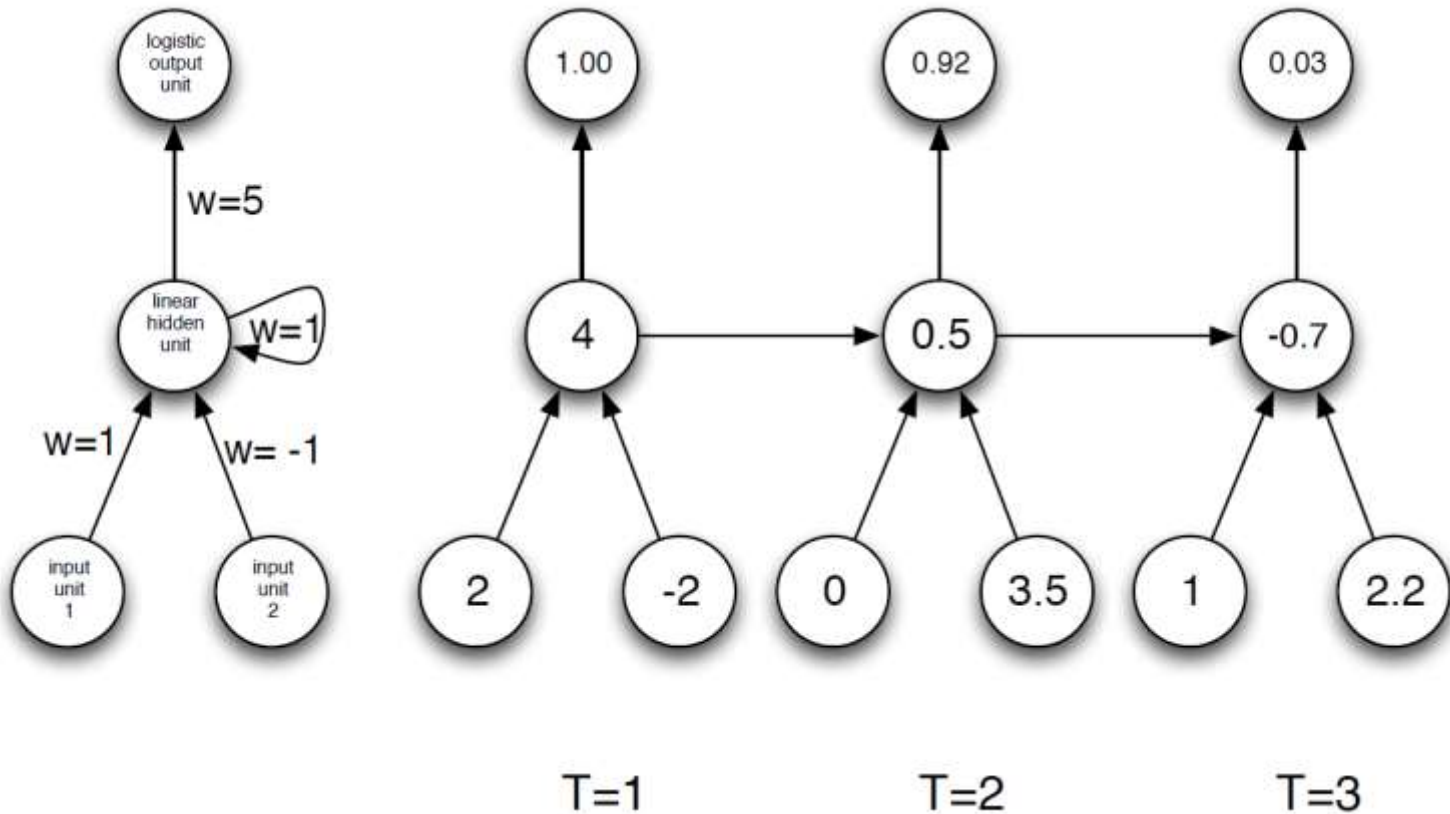 logistic
output
unit
1.00
0.92
0.03
w=5
linear
hidden
unit
w=1
4
0.5
-0.7
w=1
w= -1
input
unit
1
input
unit
2
2
-2
0
3.5
1
2.2
T=1
T=2
T=3